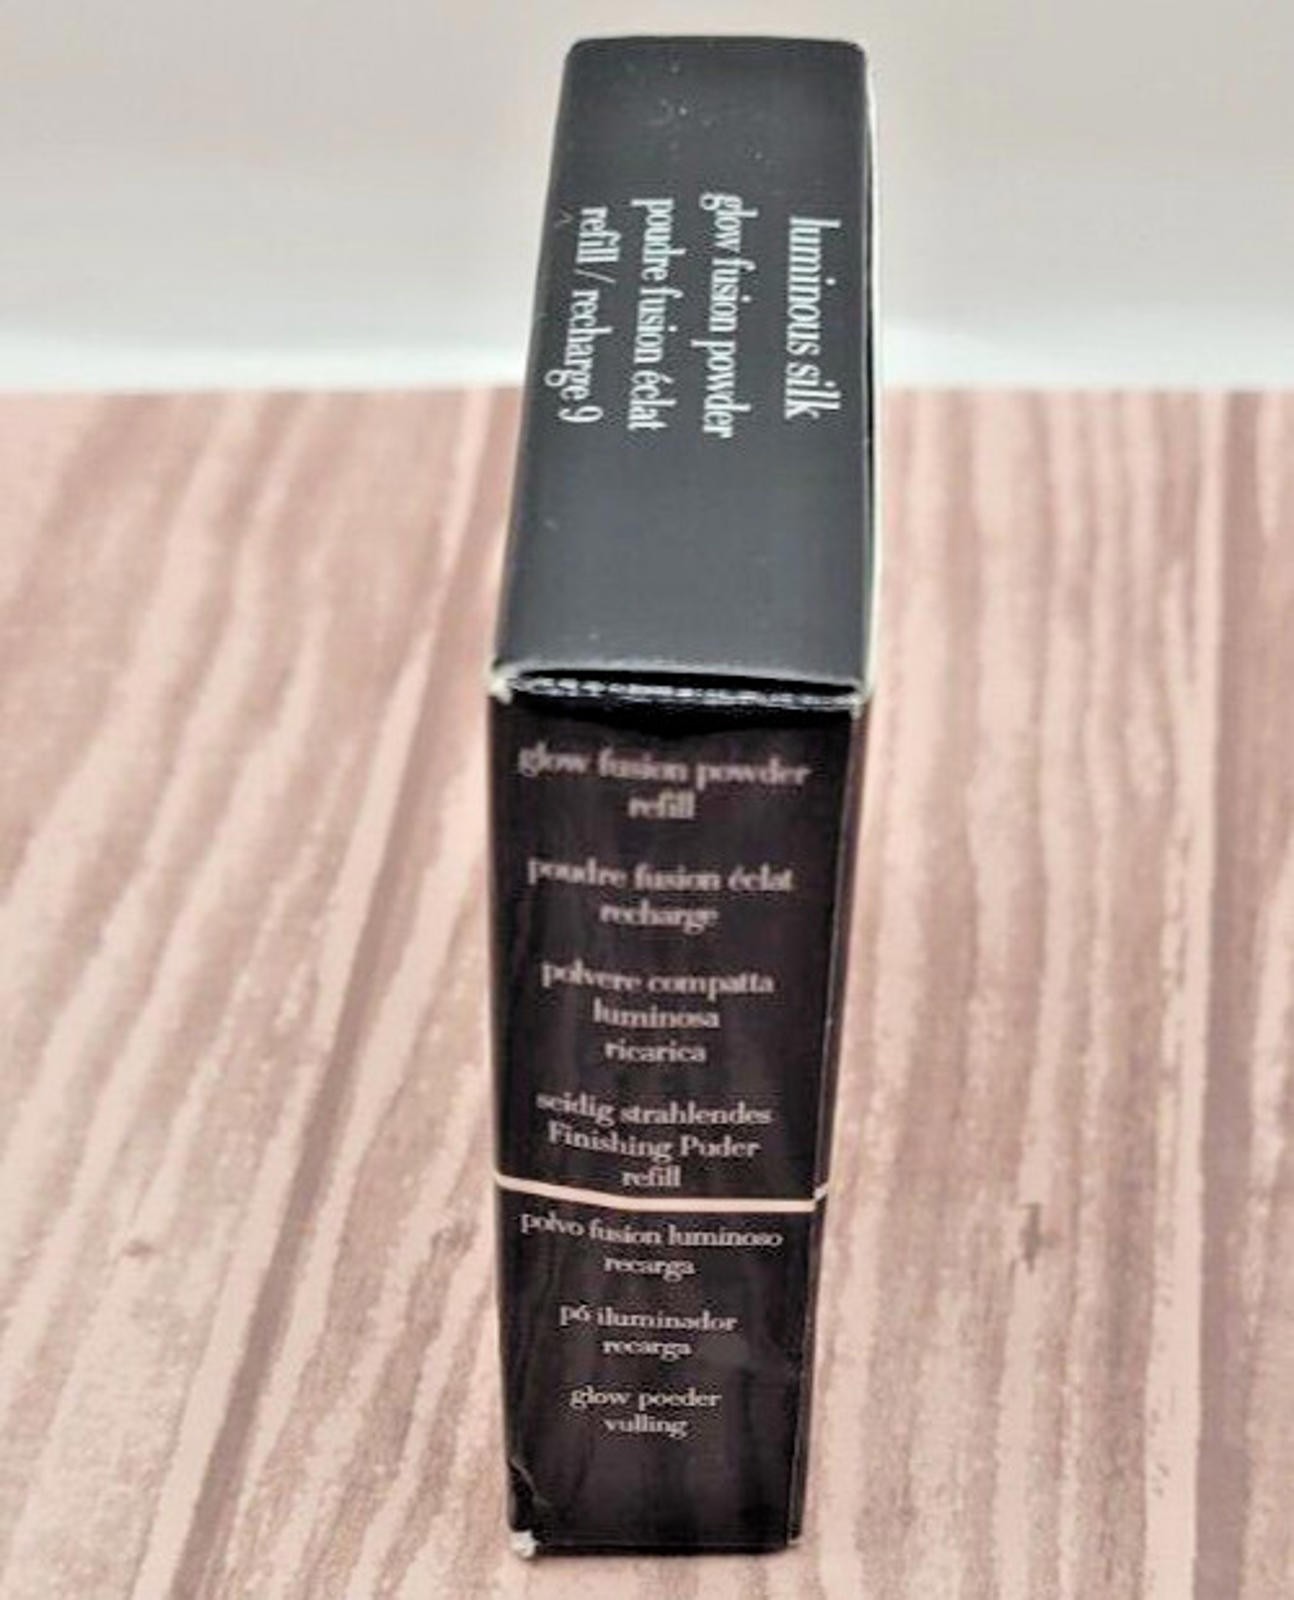 luminous silk
glow fusion powder
poudre fusion éclat
refill / recharge 9
glow fusion powder
refill
poudre fusion éclat
recharge
polvere compatta
luminosa
ricarica
seidig strahlendes
Finishing Puder
refill
polvo fusion luminoso
recarga
pó iluminador
recarga
glow poeder
vulling